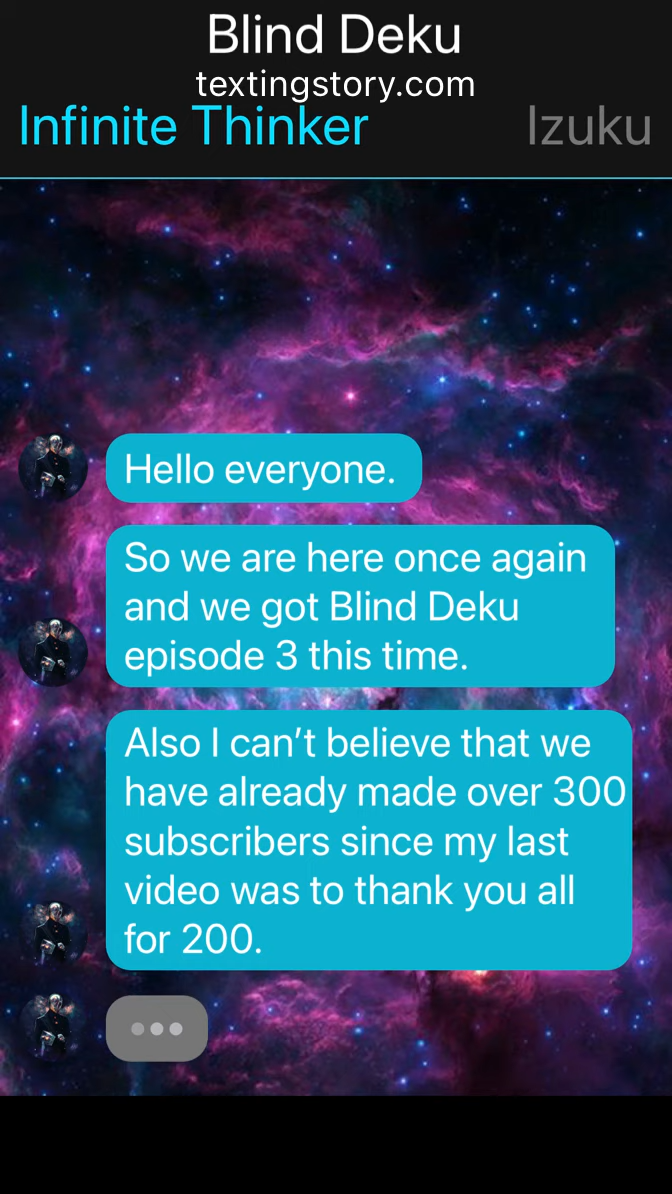 Blind Deku
textingstory.com
Infinite Thinker
Izuku
Hello everyone.
So we are here once again
and we got Blind Deku
episode 3 this time.
Also I can't believe that we
have already made over 300
subscribers since my last
video was to thank you all
for 200.